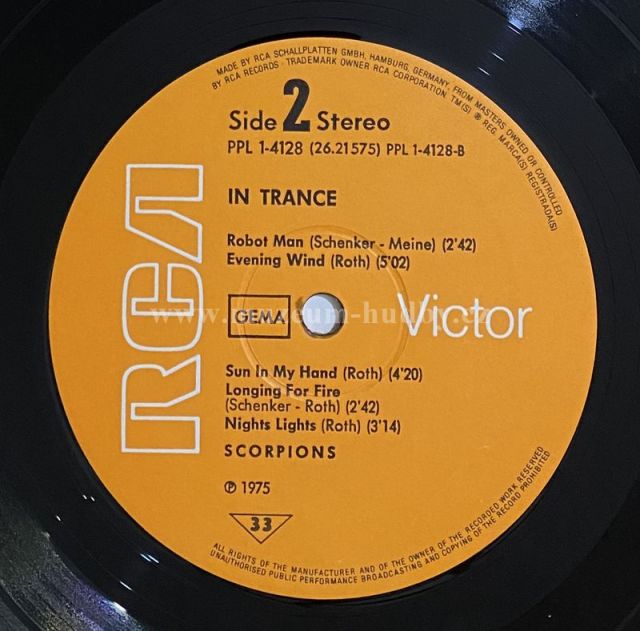 MADE BY RCA SCHALLPLATTEN GMBH, HAMBURG, GERMANY, FROM MASTERS OWNED OR CONTROLLED
BY RCA RECORDS - TRADEMARK OWNER RCA CORPORATION. TM(S) ® REG. MARCA(S) REGISTRADA(S)
Side 2 Stereo
PPL 1-4128 (26.21575) PPL 1-4128-B
IN TRANCE
Robot Man (Schenker - Meine) (2'42)
Evening Wind (Roth) (5'02)
RCA
GEMA
Victor
Sun In My Hand (Roth) (4'20)
Longing For Fire
(Schenker - Roth) (2'42)
Nights Lights (Roth) (3'14)
SCORPIONS
℗ 1975
33
ALL RIGHTS OF THE MANUFACTURER AND OF THE OWNER OF THE RECORDED WORK RESERVED
UNAUTHORISED PUBLIC PERFORMANCE BROADCASTING AND COPYING OF THE RECORD PROHIBITED